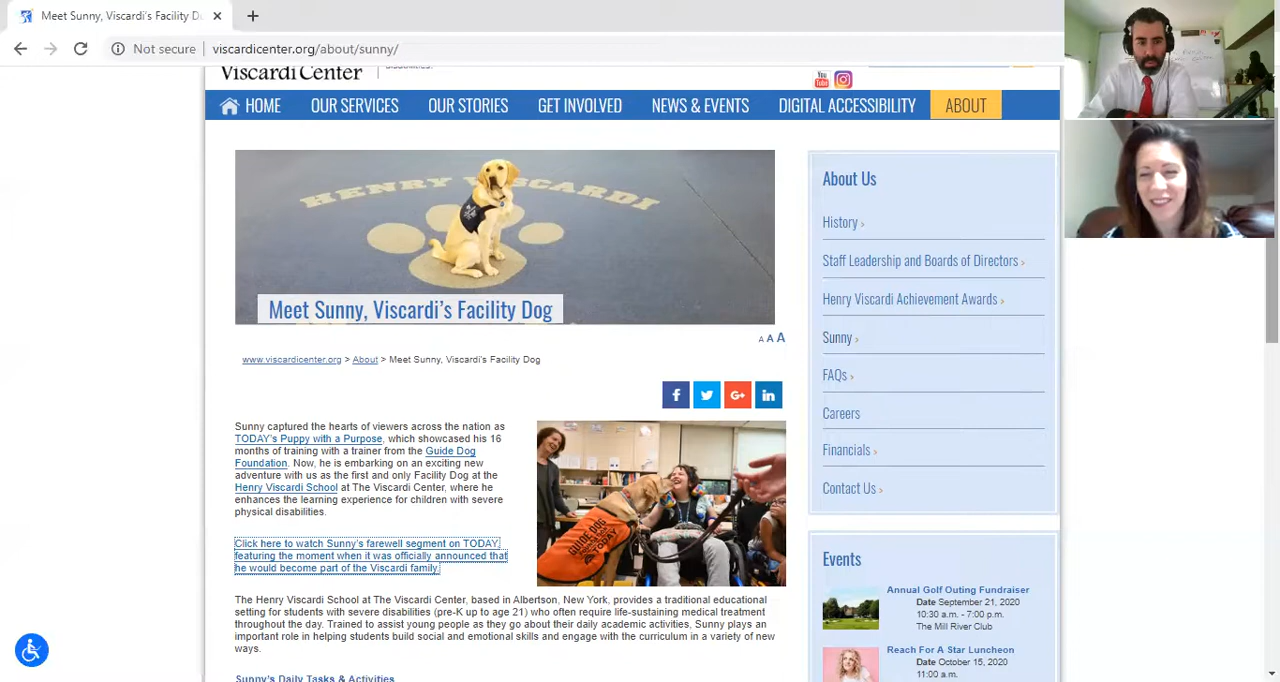 Meet Sunny, Viscardi's Facility Do
Not secure
viscardicenter.org/about/sunny/
Viscardi Center
You Tube
HOME OUR SERVICES OUR STORIES GET INVOLVED NEWS & EVENTS DIGITAL ACCESSIBILITY ABOUT
HENRY VISCARDI
Meet Sunny, Viscardi's Facility Dog
A A A
www.viscardicenter.org > About > Meet Sunny, Viscardi's Facility Dog
Sunny captured the hearts of viewers across the nation as
TODAY's Puppy with a Purpose, which showcased his 16
months of training with a trainer from the Guide Dog
Foundation. Now, he is embarking on an exciting new
adventure with us as the first and only Facility Dog at the
Henry Viscardi School at The Viscardi Center, where he
enhances the learning experience for children with severe
physical disabilities.
Click here to watch Sunny's farewell segment on TODAY,
featuring the moment when it was officially announced that
he would become part of the Viscardi family.
GUIDE DOG
TODAY
The Henry Viscardi School at The Viscardi Center, based in Albertson, New York, provides a traditional educational
setting for students with severe disabilities (pre-K up to age 21) who often require life-sustaining medical treatment
throughout the day. Trained to assist young people as they go about their daily academic activities, Sunny plays an
important role in helping students build social and emotional skills and engage with the curriculum in a variety of new
ways.
Sunny's Daily Tasks & Activities
About Us
History ›
Staff Leadership and Boards of Directors ›
Henry Viscardi Achievement Awards ›
Sunny ›
FAQs ›
Careers
Financials ›
Contact Us ›
Events
Annual Golf Outing Fundraiser
Date September 21, 2020
10:30 a.m. - 7:00 p.m.
The Mill River Club
Reach For A Star Luncheon
Date October 15, 2020
11:00 a.m.